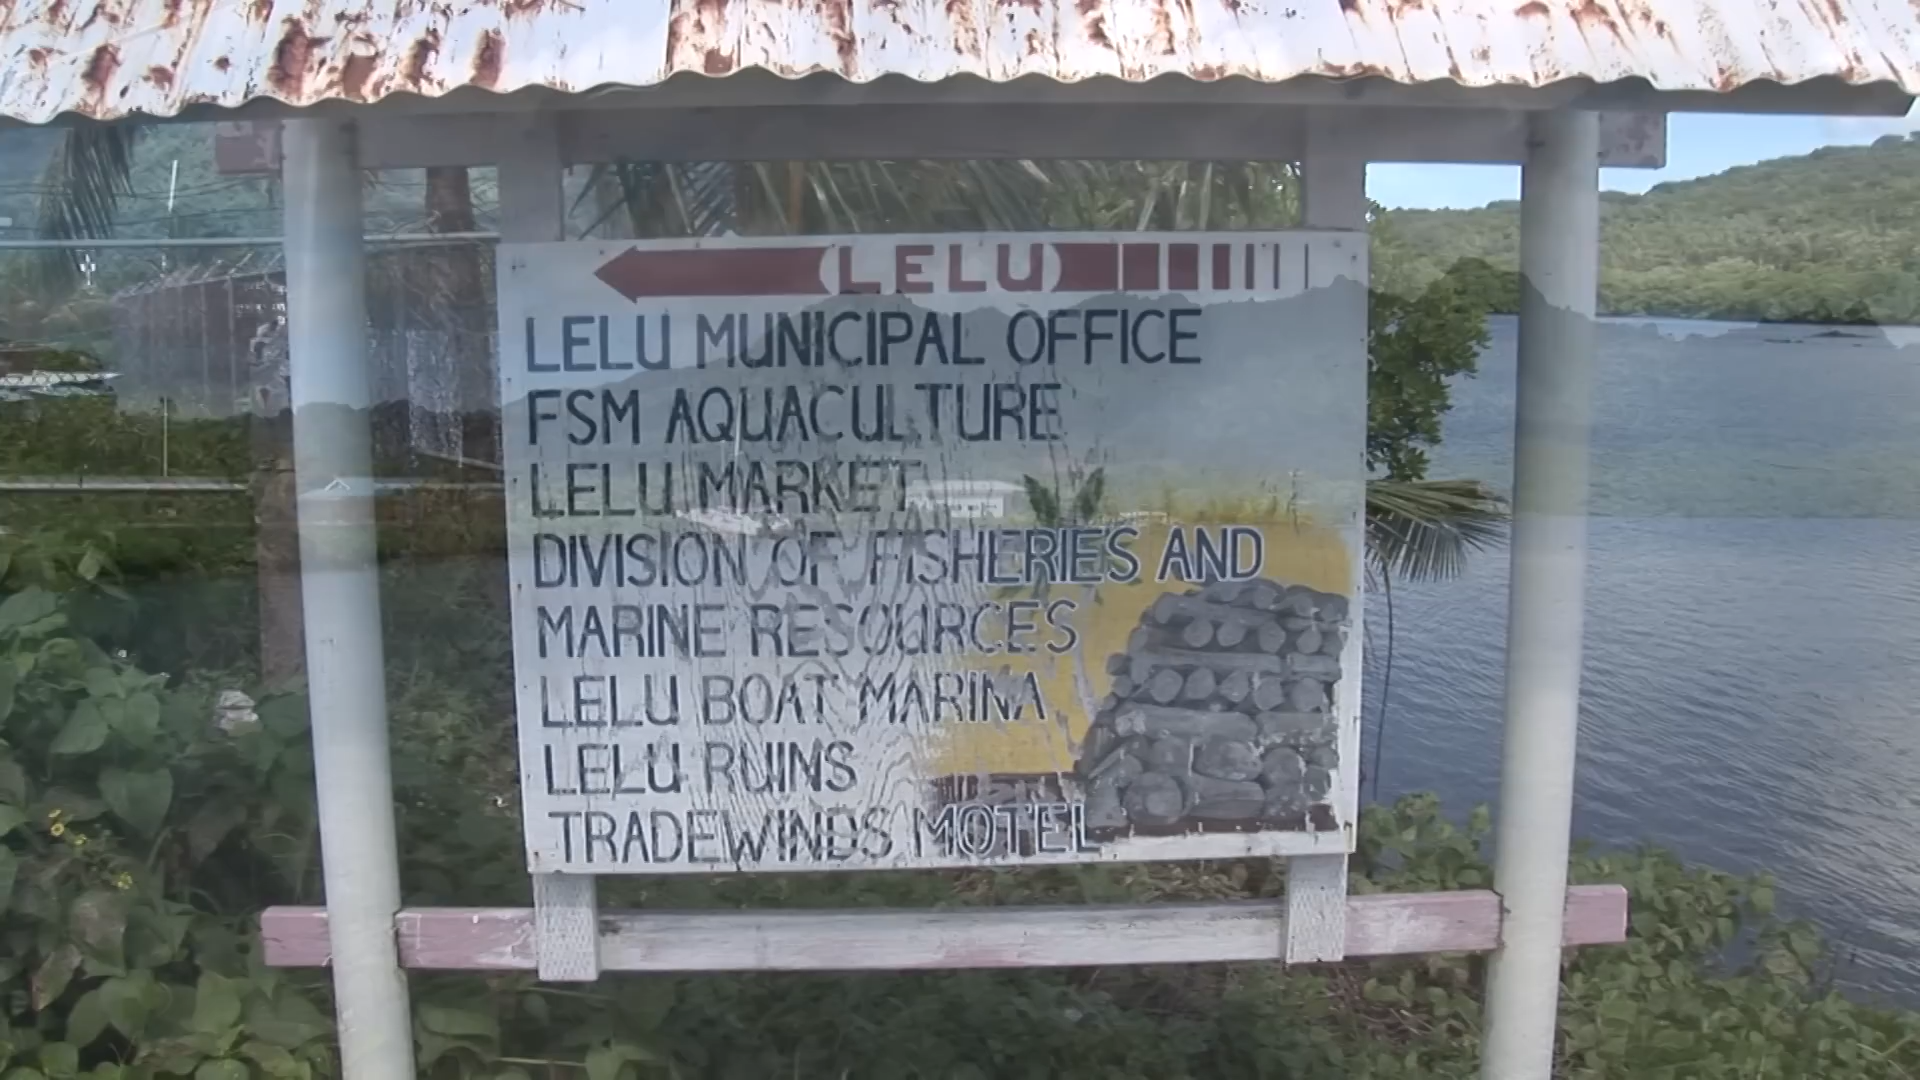 LELU
LELU MUNICIPAL OFFICE
FSM AQUACULTURE
LELU MARKET
DIVISION OF FISHERIES AND
MARINE RESOURCES
LELU BOAT MARINA
LELU RUINS
TRADEWINDS MOTEL